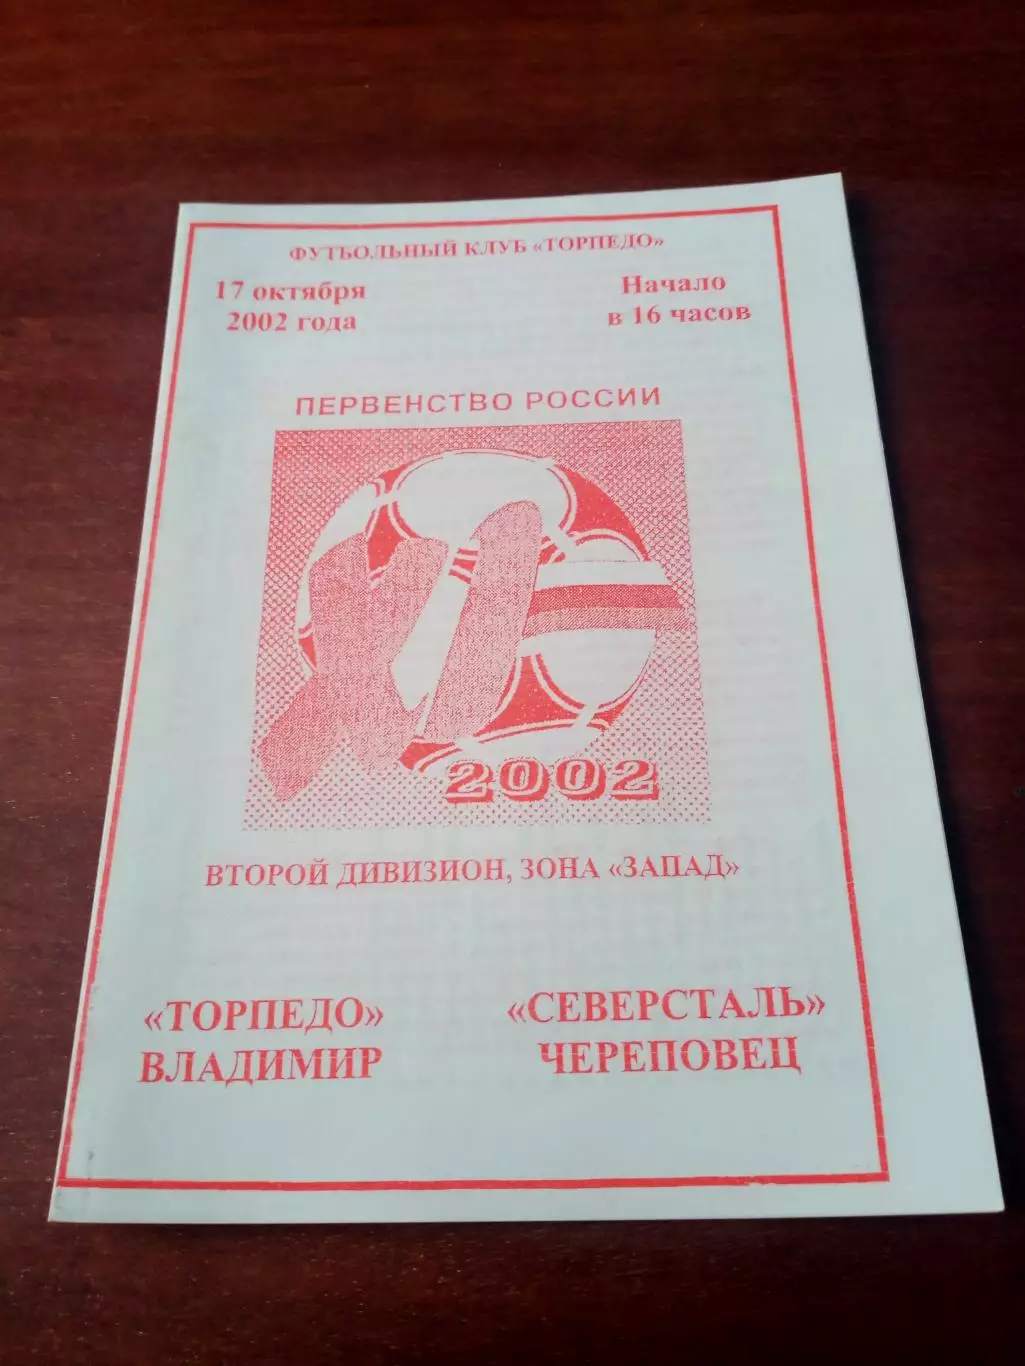 ФУТБОЛЬНЫЙ КЛУБ «ТОРПЕДО»
17 октября
2002 года
Начало
в 16 часов
ПЕРВЕНСТВО РОССИИ
2002
ВТОРОЙ ДИВИЗИОН, ЗОНА «ЗАПАД»
«ТОРПЕДО»
ВЛАДИМИР
«СЕВЕРСТАЛЬ»
ЧЕРЕПОВЕЦ